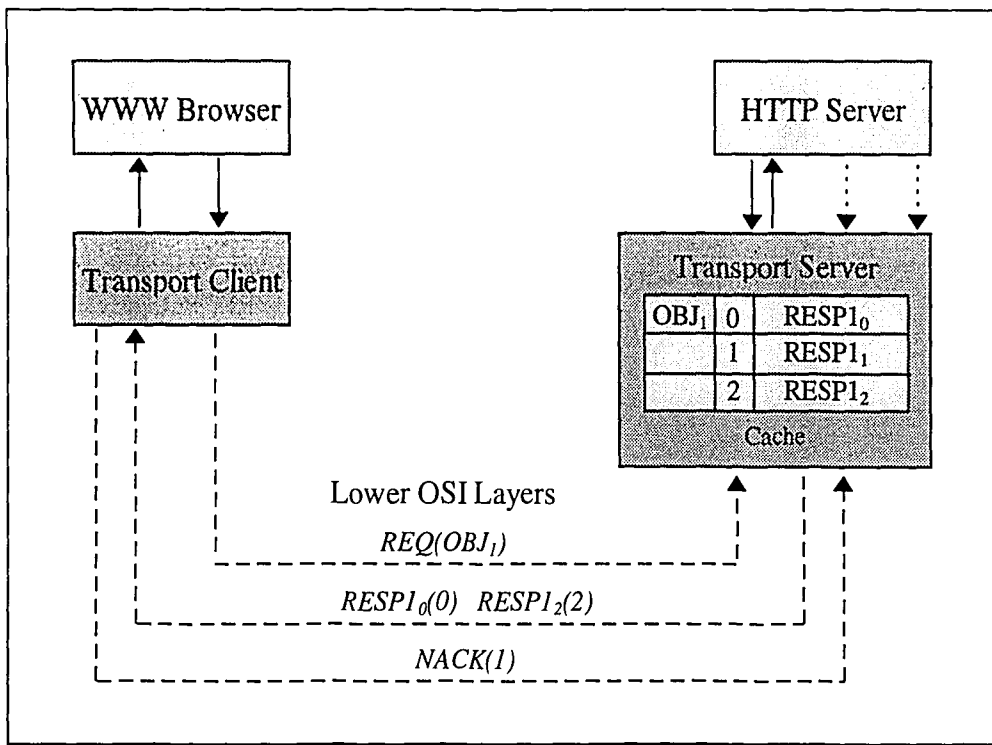 WWW Browser
HTTP Server
Transport Client
Transport Server
OBJ₁ 0 RESP1₀
1 RESP1₁
2 RESP1₂
Cache
Lower OSI Layers
REQ(OBJ₁)
RESP1₀(0) RESP1₂(2)
NACK(1)